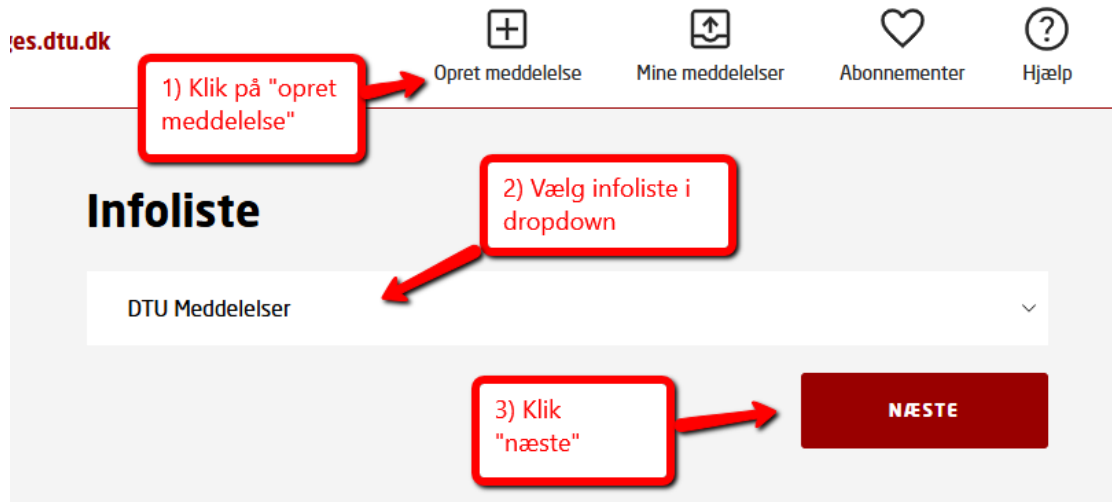 ges.dtu.dk
Opret meddelelse
Mine meddelelser
Abonnementer
Hjælp
1) Klik på "opret
meddelelse"
Infoliste
2) Vælg infoliste i
dropdown
DTU Meddelelser
3) Klik
"næste"
NÆSTE